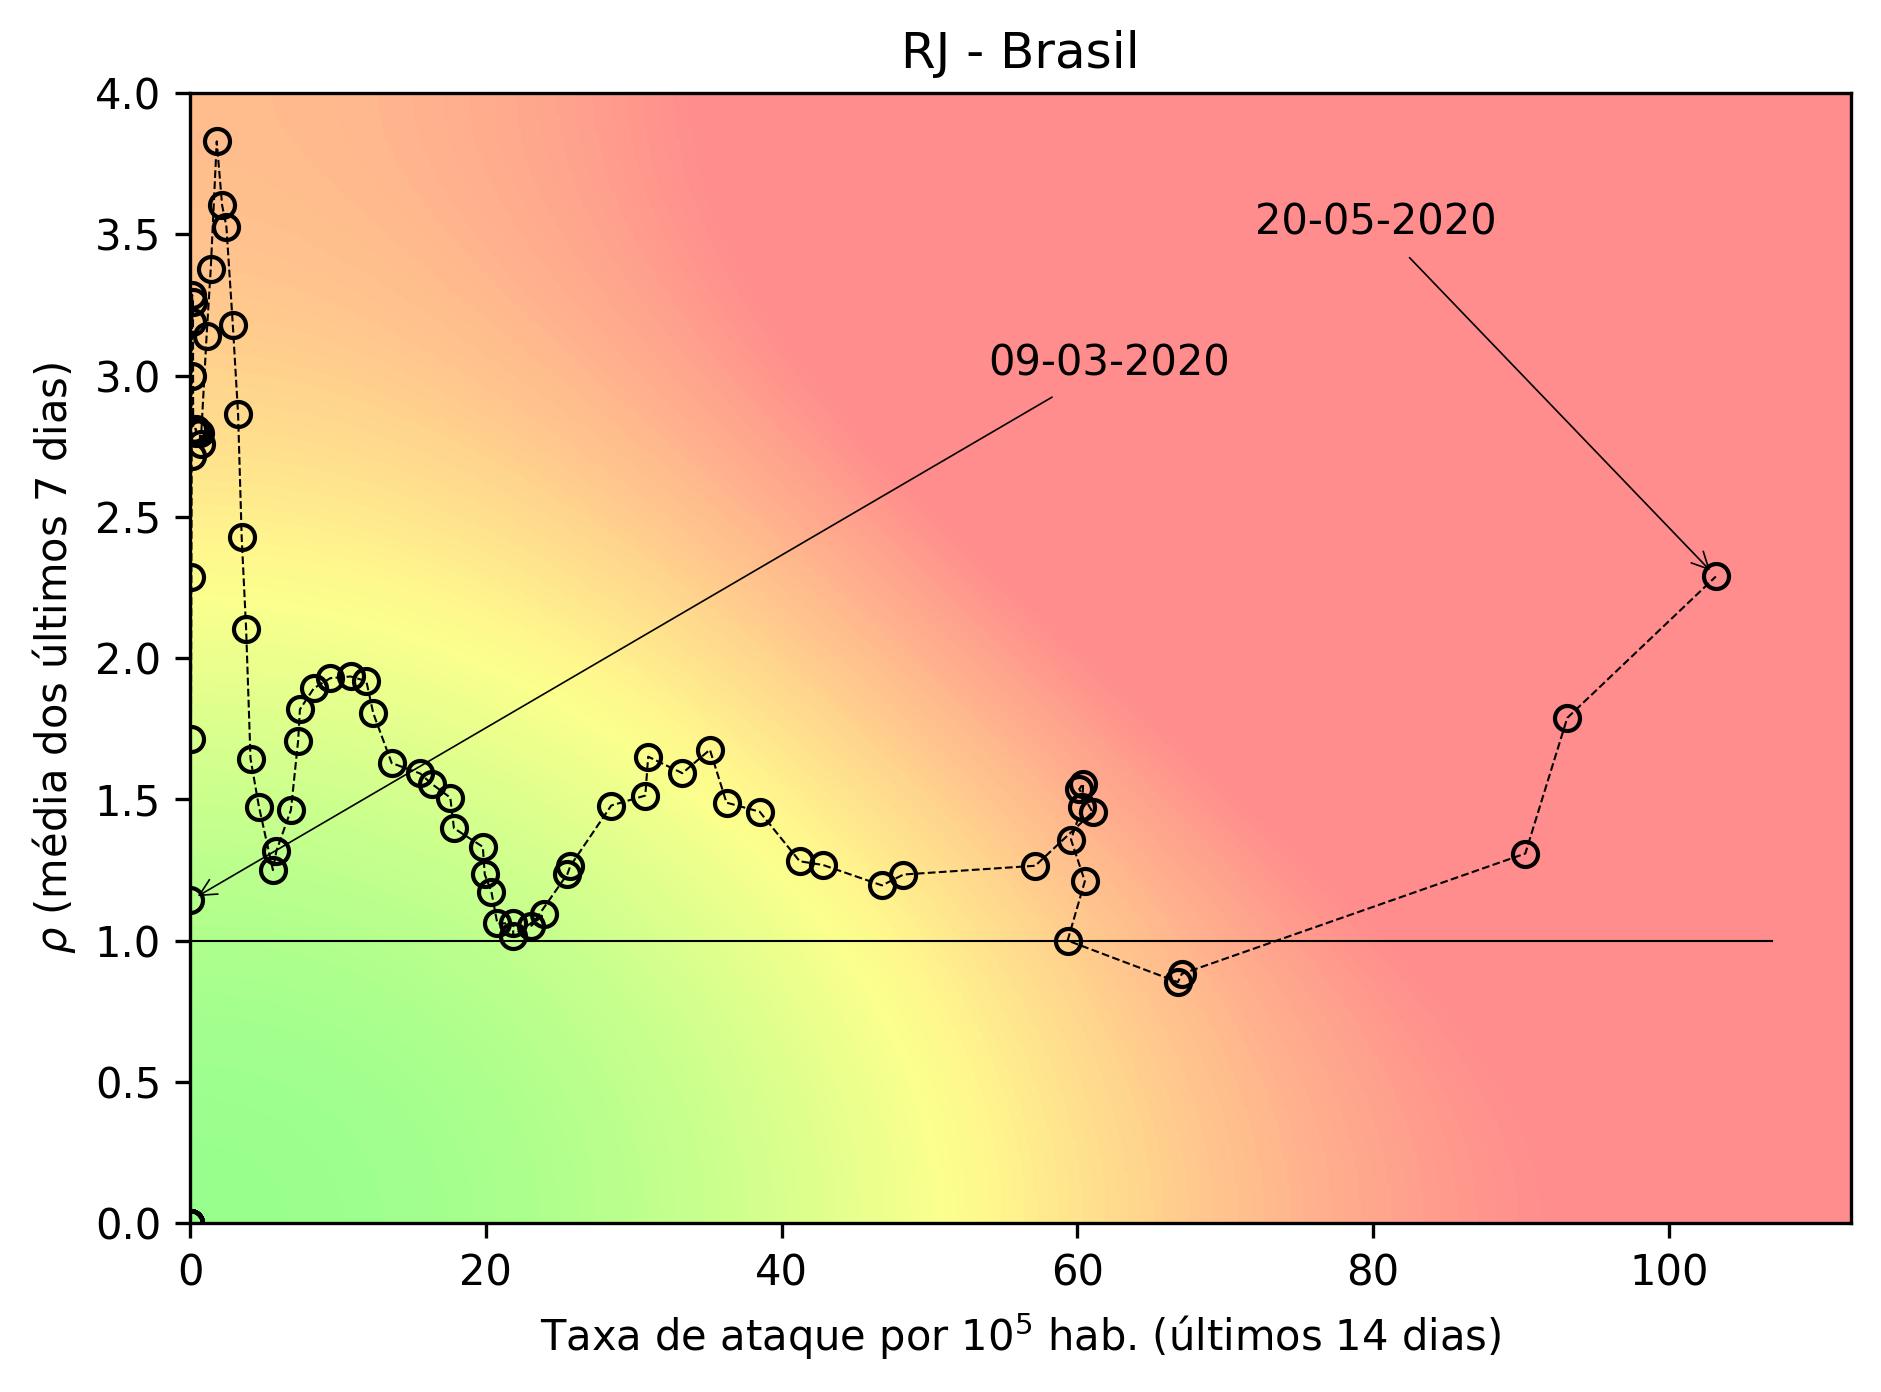 RJ - Brasil
4.0
3.5
3.0
2.5
2.0
1.5
1.0
0.5
0.0
ρ (média dos últimos 7 dias)
20-05-2020
09-03-2020
0 20 40 60 80 100
Taxa de ataque por 10⁵ hab. (últimos 14 dias)